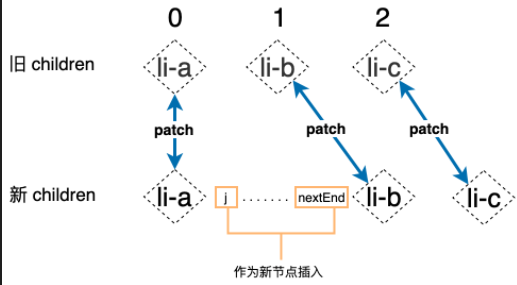 0 1 2
旧 children li-a li-b li-c
patch patch patch
新 children li-a j ....... nextEnd li-b li-c
作为新节点插入